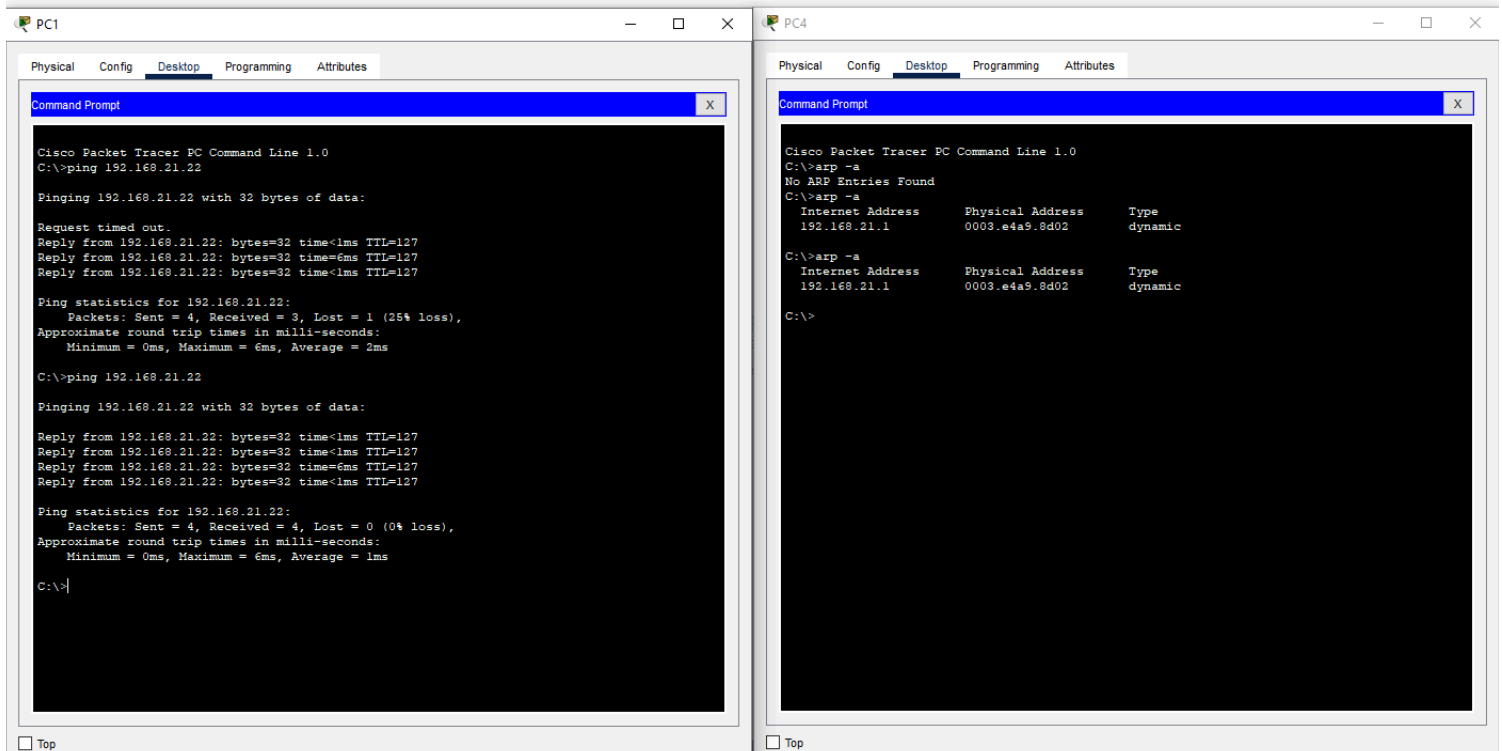 PC1
Physical Config Desktop Programming Attributes
Command Prompt
X
Cisco Packet Tracer PC Command Line 1.0
C:\>ping 192.168.21.22
Pinging 192.168.21.22 with 32 bytes of data:
Request timed out.
Reply from 192.168.21.22: bytes=32 time<1ms TTL=127
Reply from 192.168.21.22: bytes=32 time=6ms TTL=127
Reply from 192.168.21.22: bytes=32 time<1ms TTL=127
Ping statistics for 192.168.21.22:
Packets: Sent = 4, Received = 3, Lost = 1 (25% loss),
Approximate round trip times in milli-seconds:
Minimum = 0ms, Maximum = 6ms, Average = 2ms
C:\>ping 192.168.21.22
Pinging 192.168.21.22 with 32 bytes of data:
Reply from 192.168.21.22: bytes=32 time<1ms TTL=127
Reply from 192.168.21.22: bytes=32 time<1ms TTL=127
Reply from 192.168.21.22: bytes=32 time=6ms TTL=127
Reply from 192.168.21.22: bytes=32 time<1ms TTL=127
Ping statistics for 192.168.21.22:
Packets: Sent = 4, Received = 4, Lost = 0 (0% loss),
Approximate round trip times in milli-seconds:
Minimum = 0ms, Maximum = 6ms, Average = 1ms
C:\>
Top
PC4
Physical Config Desktop Programming Attributes
Command Prompt
X
Cisco Packet Tracer PC Command Line 1.0
C:\>arp -a
No ARP Entries Found
C:\>arp -a
Internet Address Physical Address Type
192.168.21.1 0003.e4a9.8d02 dynamic
C:\>arp -a
Internet Address Physical Address Type
192.168.21.1 0003.e4a9.8d02 dynamic
C:\>
Top